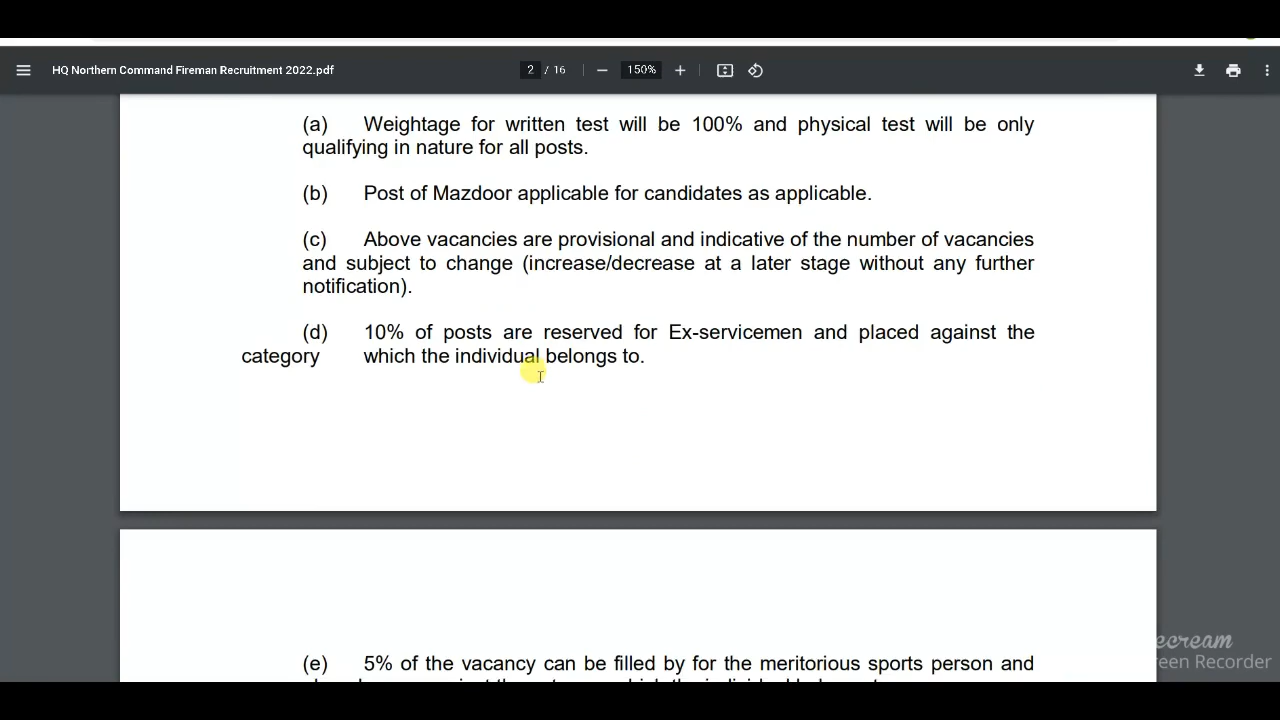 HQ Northern Command Fireman Recruitment 2022.pdf 2 / 16 150%
(a) Weightage for written test will be 100% and physical test will be only
qualifying in nature for all posts.
(b) Post of Mazdoor applicable for candidates as applicable.
(c) Above vacancies are provisional and indicative of the number of vacancies
and subject to change (increase/decrease at a later stage without any further
notification).
(d) 10% of posts are reserved for Ex-servicemen and placed against the
category which the individual belongs to.
(e) 5% of the vacancy can be filled by for the meritorious sports person and
Recorder